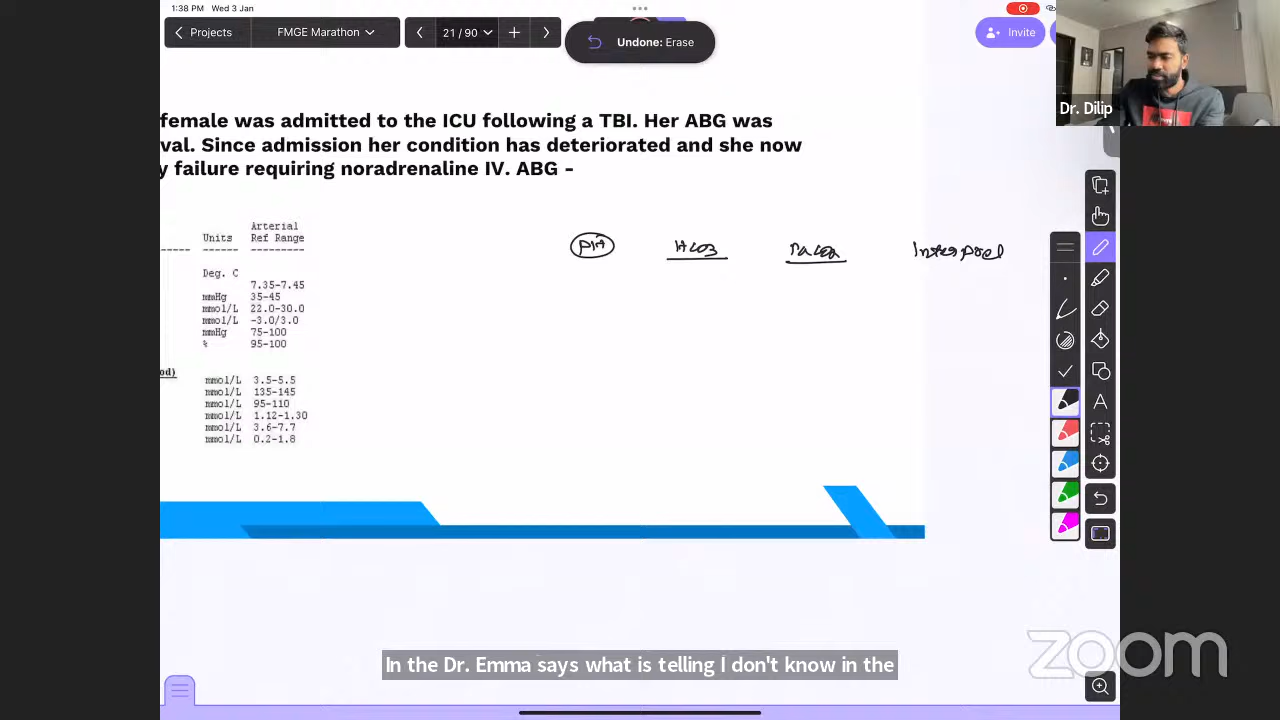 1:38 PM Wed 3 Jan
Projects
FMGE Marathon
21 / 90
Undone: Erase
Invite
Dr. Dilip
female was admitted to the ICU following a TBI. Her ABG was
val. Since admission her condition has deteriorated and she now
y failure requiring noradrenaline IV. ABG -
Arterial
Units Ref Range
------ ---------
Deg. C
7.35-7.45
mmHg 35-45
mmol/L 22.0-30.0
mmol/L -3.0/3.0
mmHg 75-100
% 95-100
od)
mmol/L 3.5-5.5
mmol/L 135-145
mmol/L 95-110
mmol/L 1.12-1.30
mmol/L 3.6-7.7
mmol/L 0.2-1.8
HCO3
A
In the Dr. Emma says what is telling I don't know in the
zoom